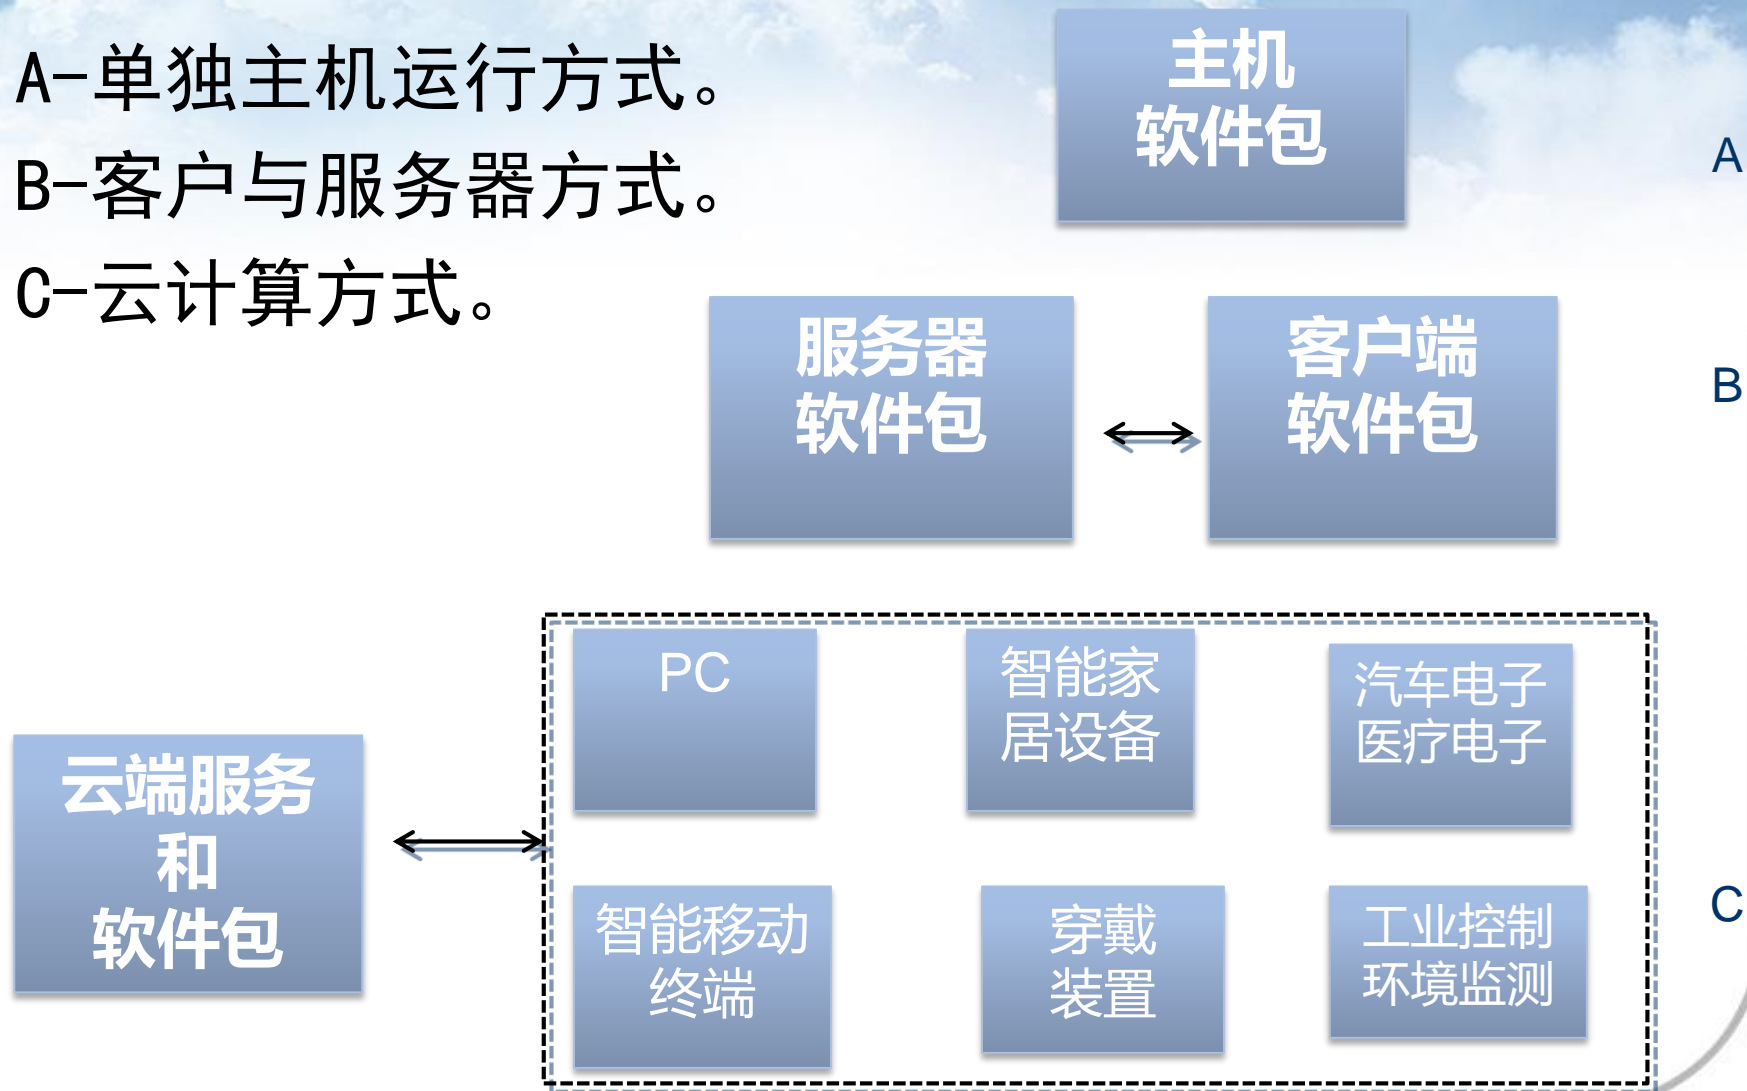 A-单独主机运行方式。
B-客户与服务器方式。
C-云计算方式。
主机
软件包
A
服务器
软件包
客户端
软件包
B
云端服务
和
软件包
PC
智能家
居设备
汽车电子
医疗电子
智能移动
终端
穿戴
装置
工业控制
环境监测
C